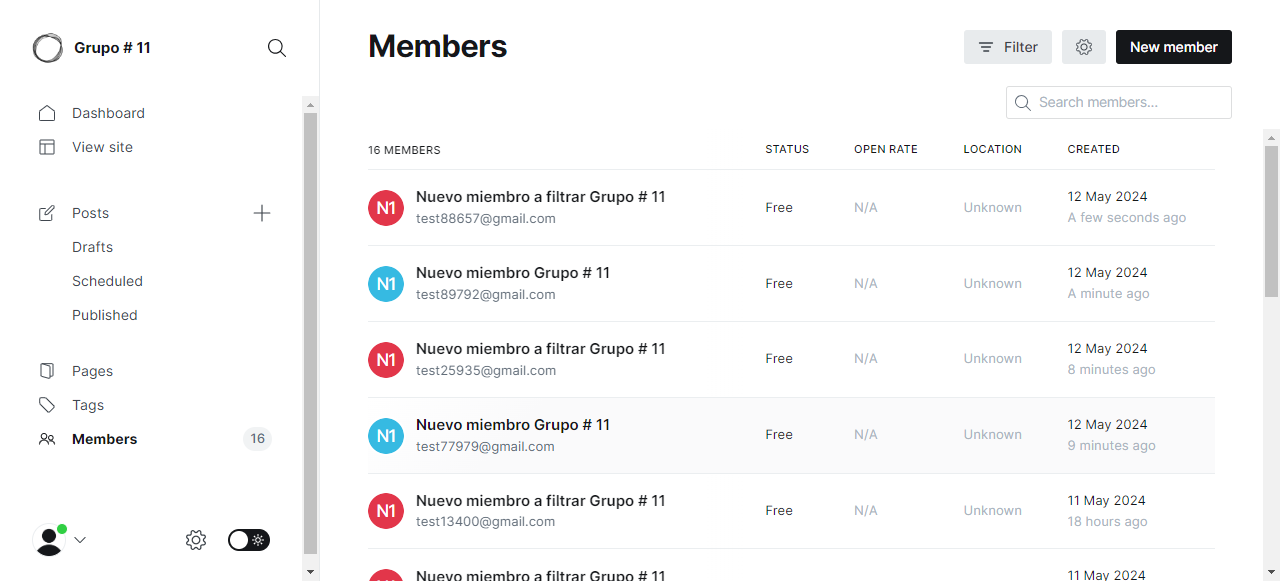 Grupo # 11
Dashboard
View site
Posts
Drafts
Scheduled
Published
Pages
Tags
Members 16
Members
Filter
New member
Search members...
16 MEMBERS STATUS OPEN RATE LOCATION CREATED
N1 Nuevo miembro a filtrar Grupo # 11 Free N/A Unknown 12 May 2024
test88657@gmail.com A few seconds ago
N1 Nuevo miembro Grupo # 11 Free N/A Unknown 12 May 2024
test89792@gmail.com A minute ago
N1 Nuevo miembro a filtrar Grupo # 11 Free N/A Unknown 12 May 2024
test25935@gmail.com 8 minutes ago
N1 Nuevo miembro Grupo # 11 Free N/A Unknown 12 May 2024
test77979@gmail.com 9 minutes ago
N1 Nuevo miembro a filtrar Grupo # 11 Free N/A Unknown 11 May 2024
test13400@gmail.com 18 hours ago
N1 Nuevo miembro a filtrar Grupo # 11 11 May 2024